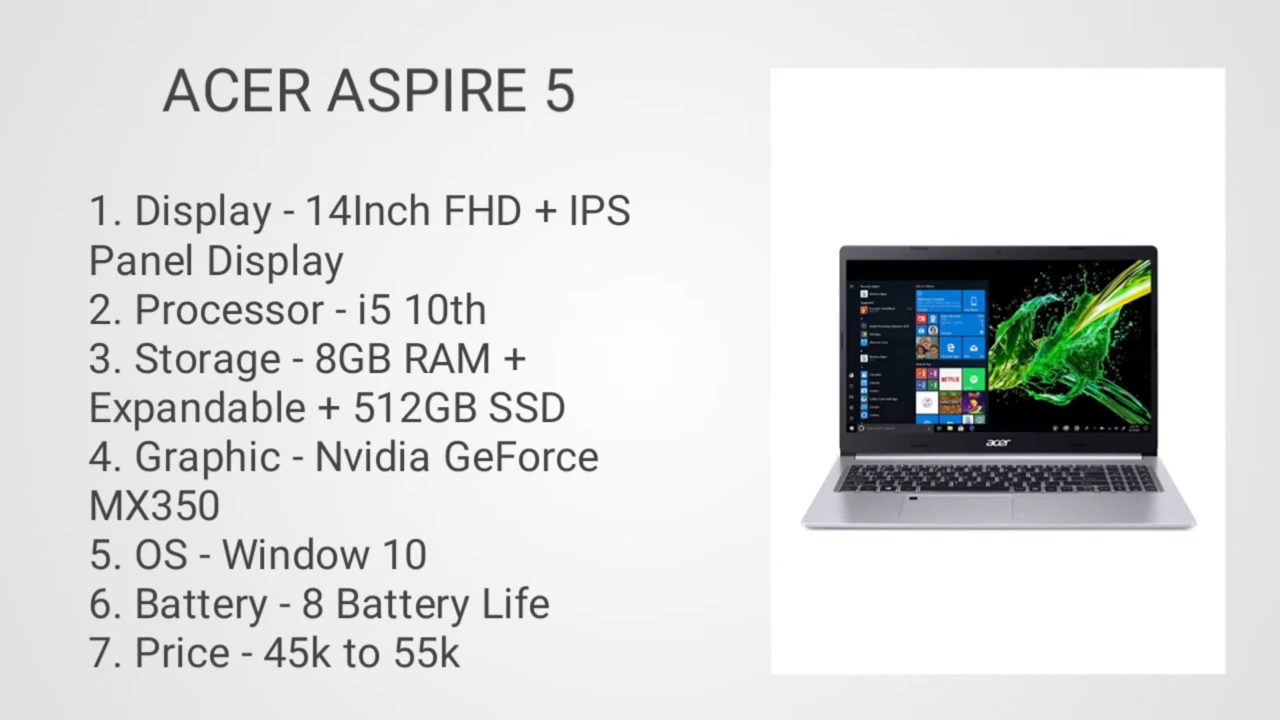 ACER ASPIRE 5
1. Display - 14Inch FHD + IPS
Panel Display
2. Processor - i5 10th
3. Storage - 8GB RAM +
Expandable + 512GB SSD
4. Graphic - Nvidia GeForce
MX350
5. OS - Window 10
6. Battery - 8 Battery Life
7. Price - 45k to 55k
NETFLIX
acer